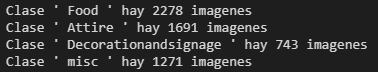 Clase ' Food ' hay 2278 imagenes
Clase ' Attire ' hay 1691 imagenes
Clase ' Decorationandsignage ' hay 743 imagenes
Clase ' misc ' hay 1271 imagenes